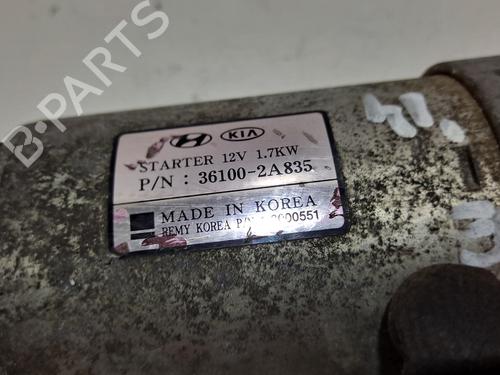 KIA
STARTER 12V 1.7KW
P/N : 36100-2A835
MADE IN KOREA
REMY KOREA
B-PARTS